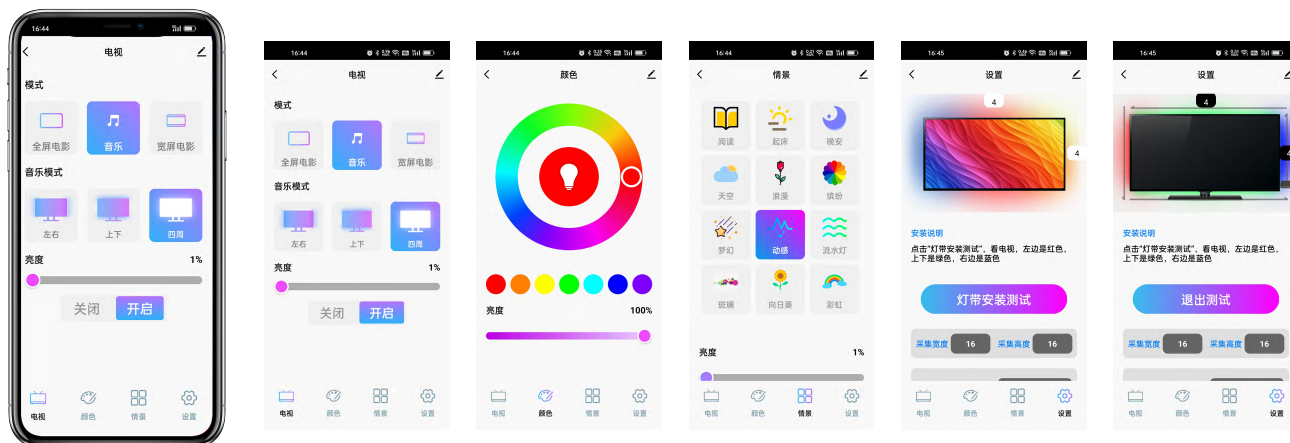 16:44
电视
模式
全屏电影
音乐
宽屏电影
音乐模式
左右
上下
四周
亮度
1%
关闭
开启
电视
颜色
情景
设置
16:44
电视
模式
全屏电影
音乐
宽屏电影
音乐模式
左右
上下
四周
亮度
1%
关闭
开启
电视
颜色
情景
设置
16:44
颜色
亮度
100%
电视
颜色
情景
设置
16:44
情景
阅读
起床
晚安
天空
浪漫
缤纷
梦幻
动感
流水灯
斑斓
向日葵
彩虹
亮度
1%
电视
颜色
情景
设置
16:45
设置
4
4
安装说明
点击“灯带安装测试”，看电视，左边是红色，
上下是绿色，右边是蓝色
灯带安装测试
采集宽度
16
采集高度
16
电视
颜色
情景
设置
16:45
设置
4
安装说明
点击“灯带安装测试”，看电视，左边是红色，
上下是绿色，右边是蓝色
退出测试
采集宽度
16
采集高度
16
电视
颜色
情景
设置